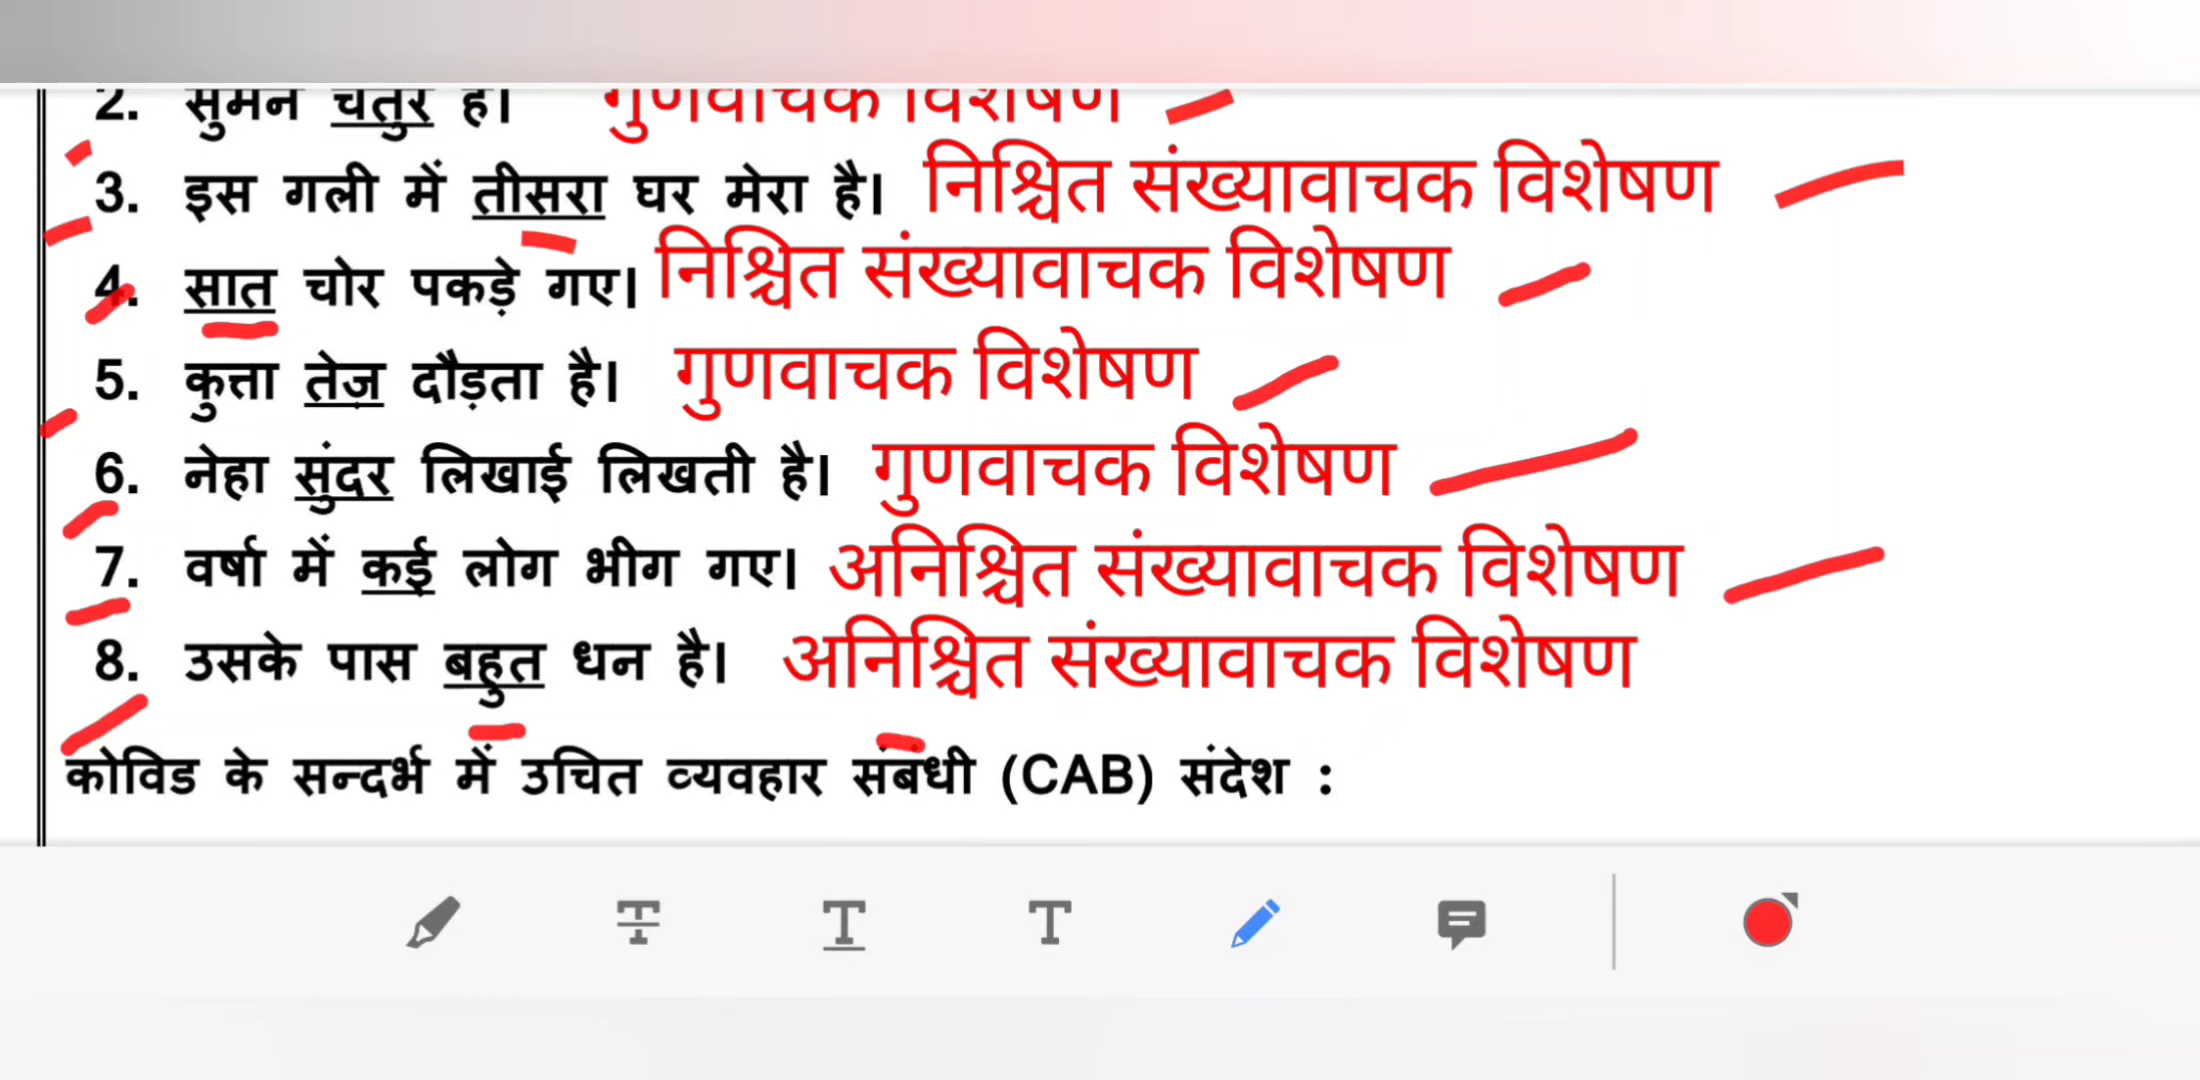 2. सुमन चतुर है। गुणवाचक विशेषण
3. इस गली में तीसरा घर मेरा है। निश्चित संख्यावाचक विशेषण
4. सात चोर पकड़े गए। निश्चित संख्यावाचक विशेषण
5. कुत्ता तेज़ दौड़ता है। गुणवाचक विशेषण
6. नेहा सुंदर लिखाई लिखती है। गुणवाचक विशेषण
7. वर्षा में कई लोग भीग गए। अनिश्चित संख्यावाचक विशेषण
8. उसके पास बहुत धन है। अनिश्चित संख्यावाचक विशेषण
कोविड के सन्दर्भ में उचित व्यवहार संबंधी (CAB) संदेश :